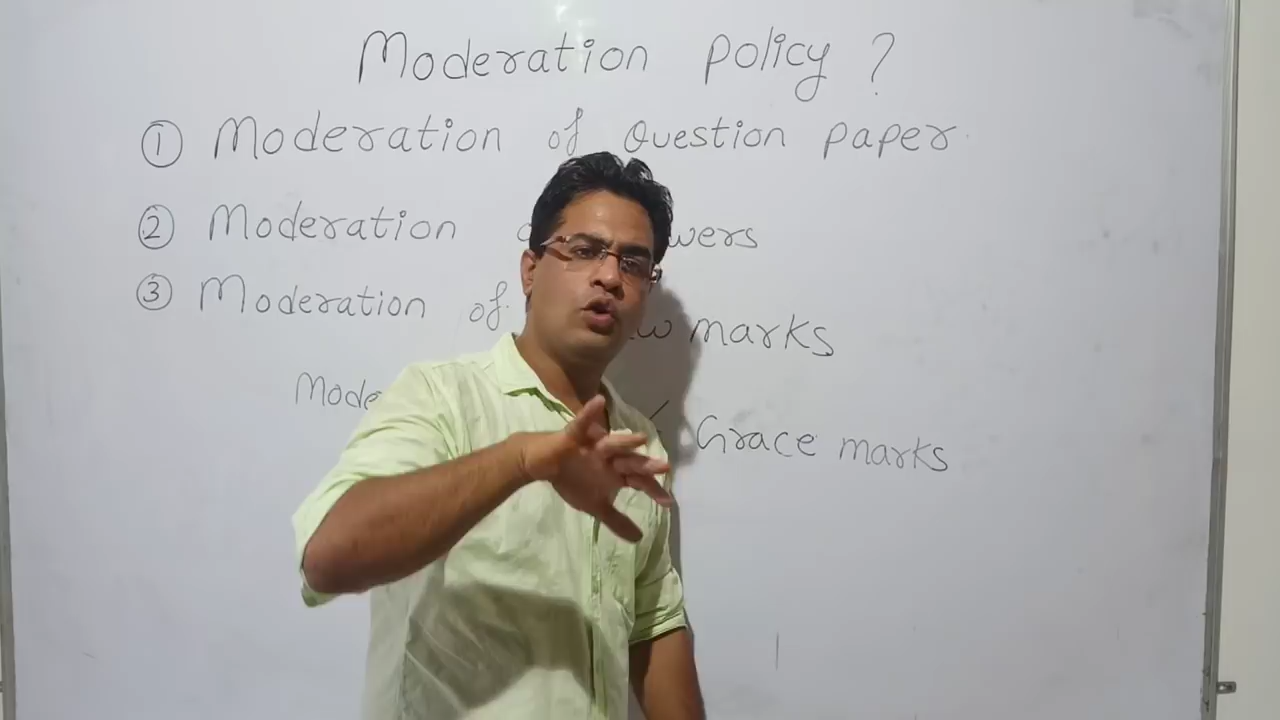 Moderation policy ?
① Moderation of Question paper
② Moderation
③ Moderation of marks
Grace marks